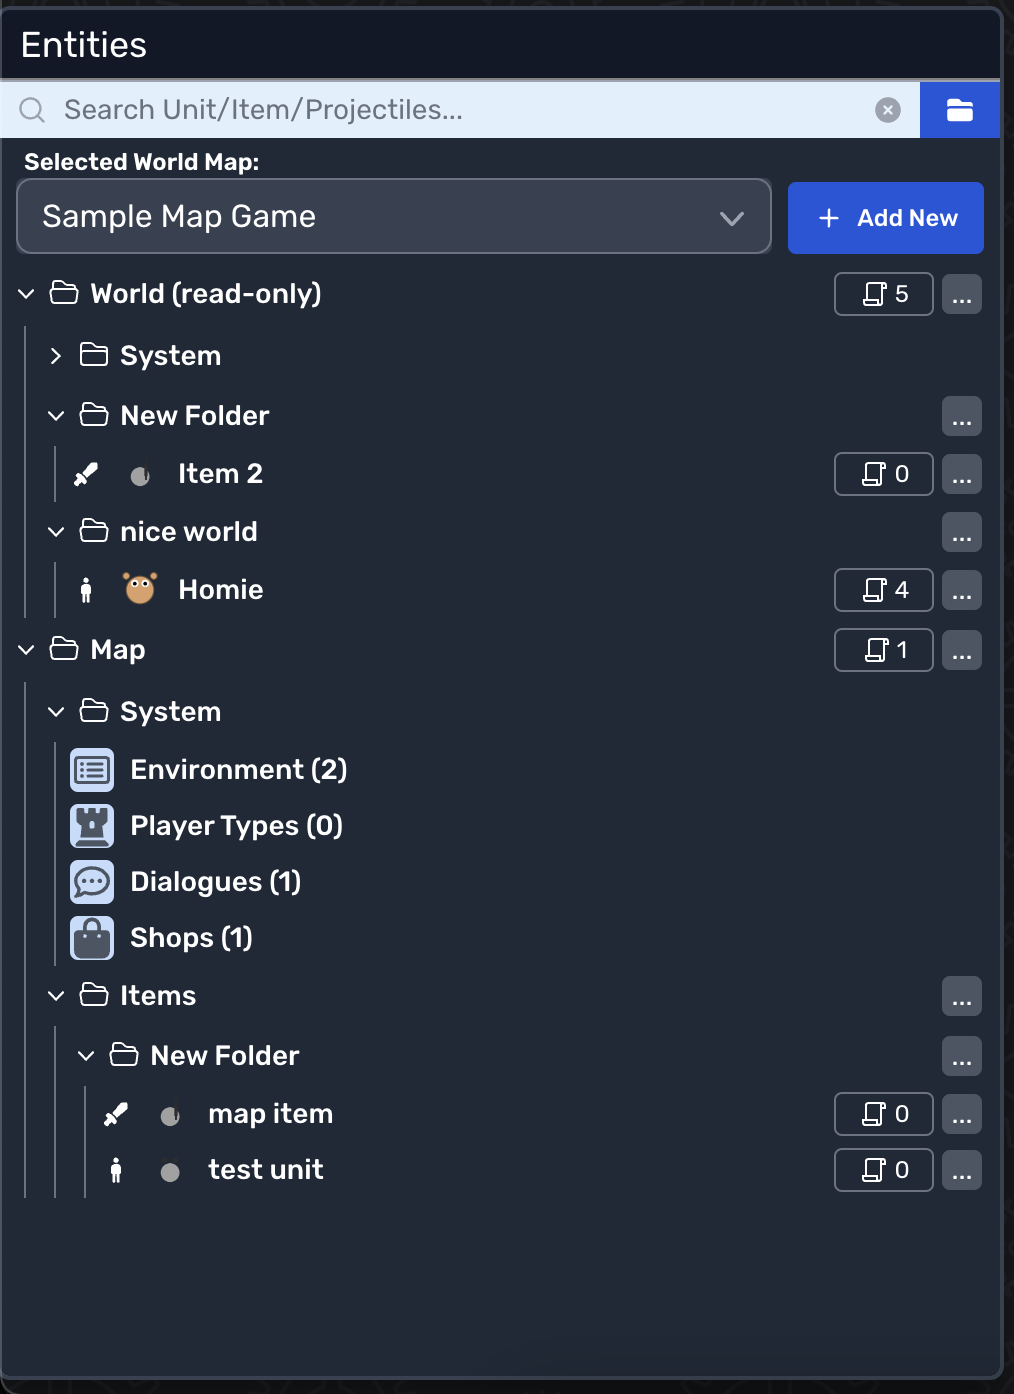 Entities
Search Unit/Item/Projectiles...
Selected World Map:
Sample Map Game
+ Add New
World (read-only) 5 ...
System
New Folder ...
Item 2 0 ...
nice world ...
Homie 4 ...
Map 1 ...
System
Environment (2)
Player Types (0)
Dialogues (1)
Shops (1)
Items ...
New Folder ...
map item 0 ...
test unit 0 ...